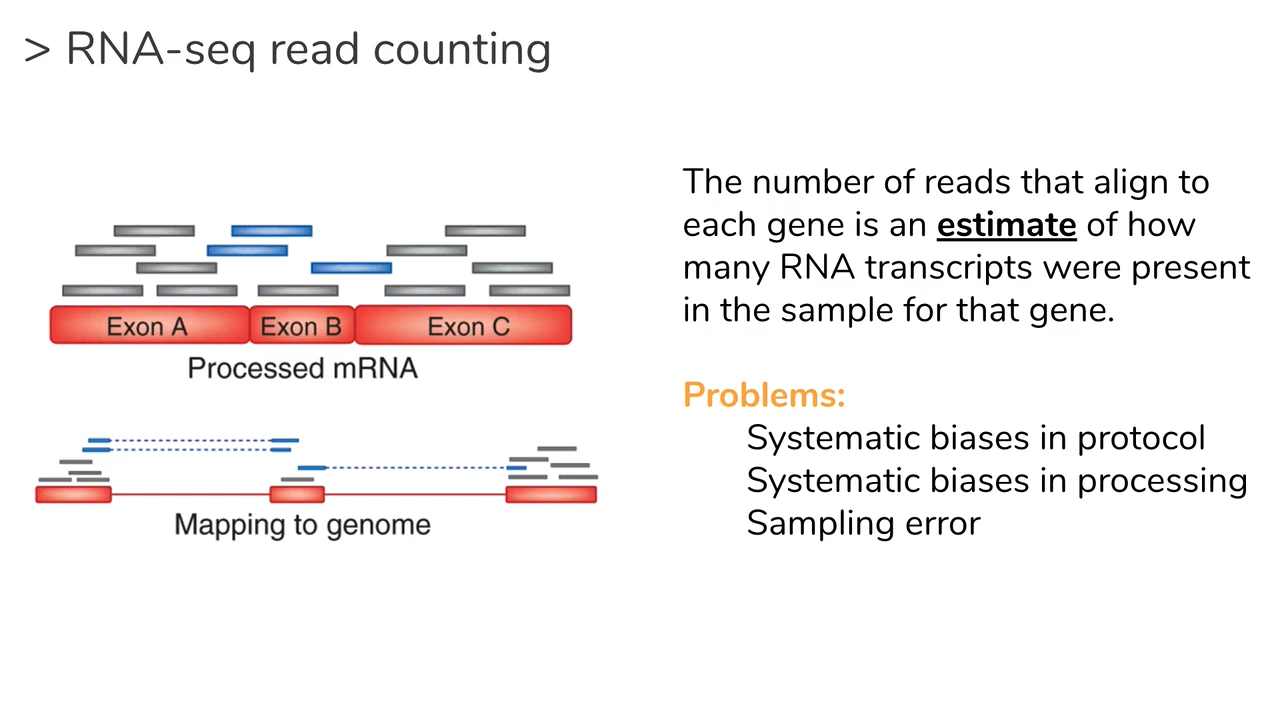 > RNA-seq read counting
Exon A
Exon B
Exon C
Processed mRNA
Mapping to genome
The number of reads that align to
each gene is an estimate of how
many RNA transcripts were present
in the sample for that gene.
Problems:
Systematic biases in protocol
Systematic biases in processing
Sampling error